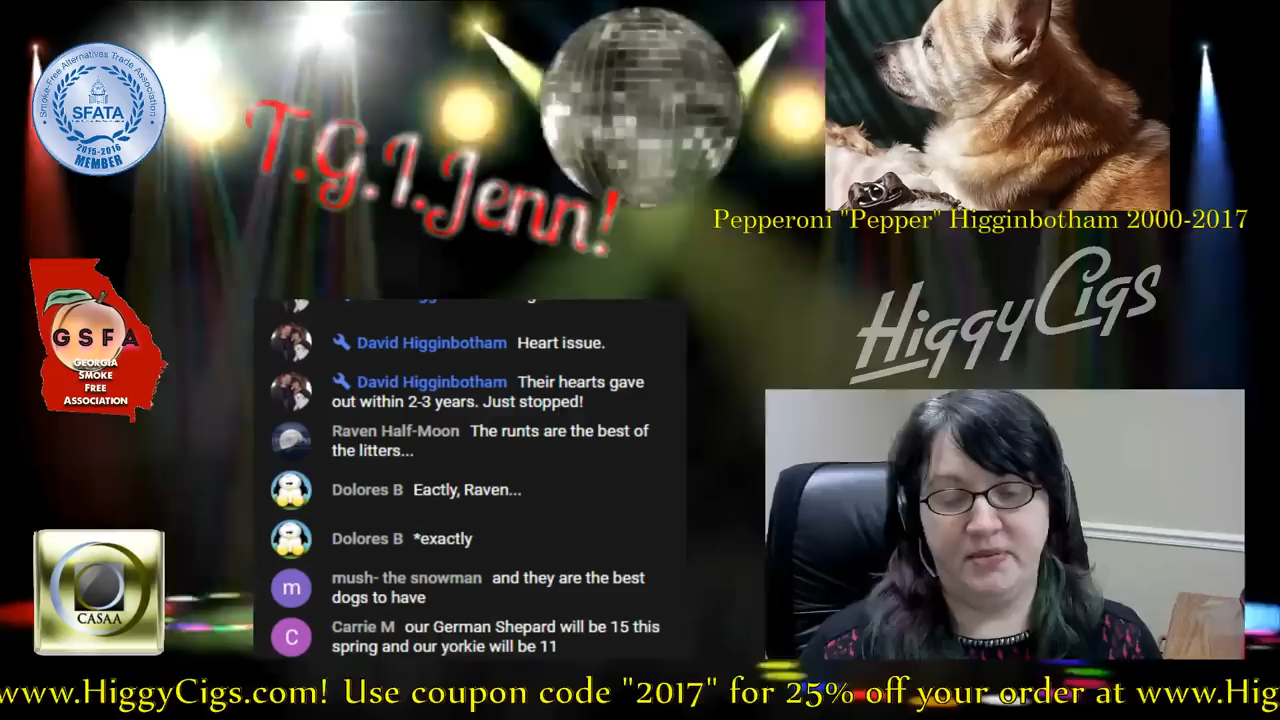 Smoke-Free Alternatives Trade Association
SFATA
2015-2016
MEMBER
T.G.I.Jenn!
Pepperoni "Pepper" Higginbotham 2000-2017
HiggyCigs
GSFA
GEORGIA
SMOKE
FREE
ASSOCIATION
David Higginbotham Heart issue.
David Higginbotham Their hearts gave
out within 2-3 years. Just stopped!
Raven Half-Moon The runts are the best of
the litters...
Dolores B Eactly, Raven...
Dolores B *exactly
m
mush- the snowman and they are the best
dogs to have
C
Carrie M our German Shepard will be 15 this
spring and our yorkie will be 11
CASAA
www.HiggyCigs.com! Use coupon code "2017" for 25% off your order at www.Hig